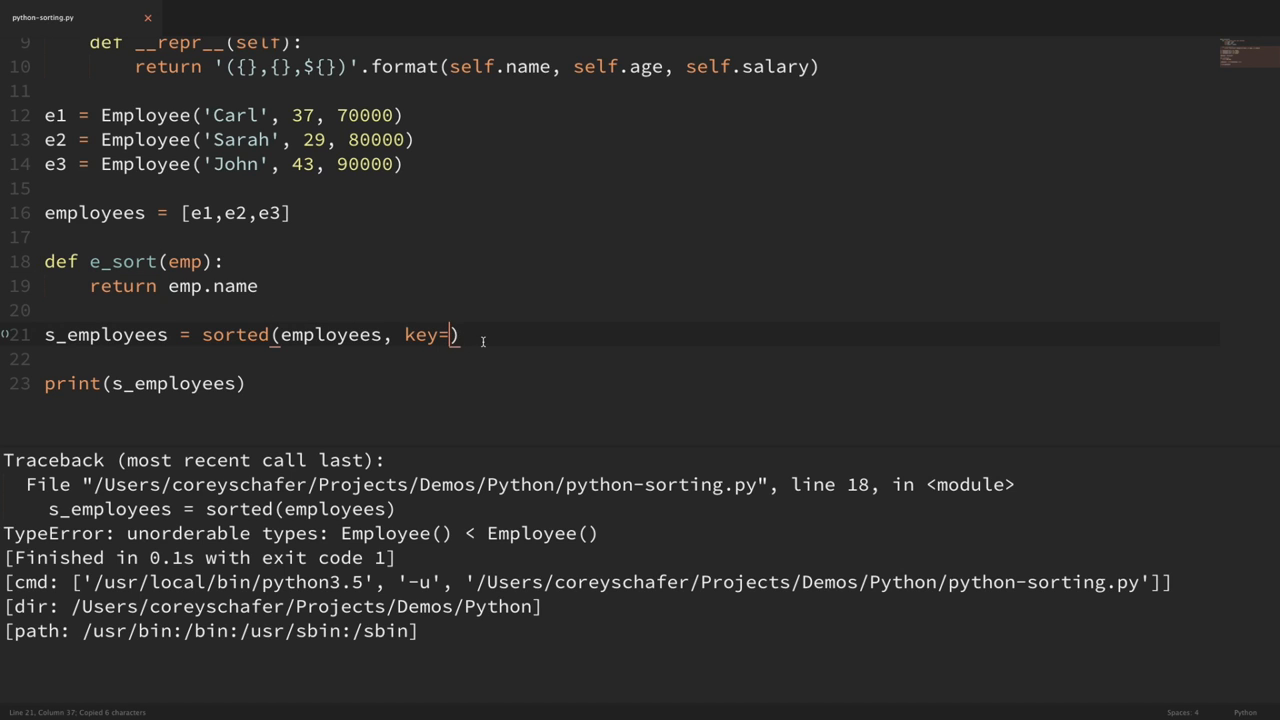 python-sorting.py ×
9 def __repr__(self):
10 return '({},{},${})'.format(self.name, self.age, self.salary)
11
12 e1 = Employee('Carl', 37, 70000)
13 e2 = Employee('Sarah', 29, 80000)
14 e3 = Employee('John', 43, 90000)
15
16 employees = [e1,e2,e3]
17
18 def e_sort(emp):
19 return emp.name
20
()21 s_employees = sorted(employees, key=)
22
23 print(s_employees)
Traceback (most recent call last):
File "/Users/coreyschafer/Projects/Demos/Python/python-sorting.py", line 18, in <module>
s_employees = sorted(employees)
TypeError: unorderable types: Employee() < Employee()
[Finished in 0.1s with exit code 1]
[cmd: ['/usr/local/bin/python3.5', '-u', '/Users/coreyschafer/Projects/Demos/Python/python-sorting.py']]
[dir: /Users/coreyschafer/Projects/Demos/Python]
[path: /usr/bin:/bin:/usr/sbin:/sbin]
Line 21, Column 37; Copied 6 characters Spaces: 4 Python